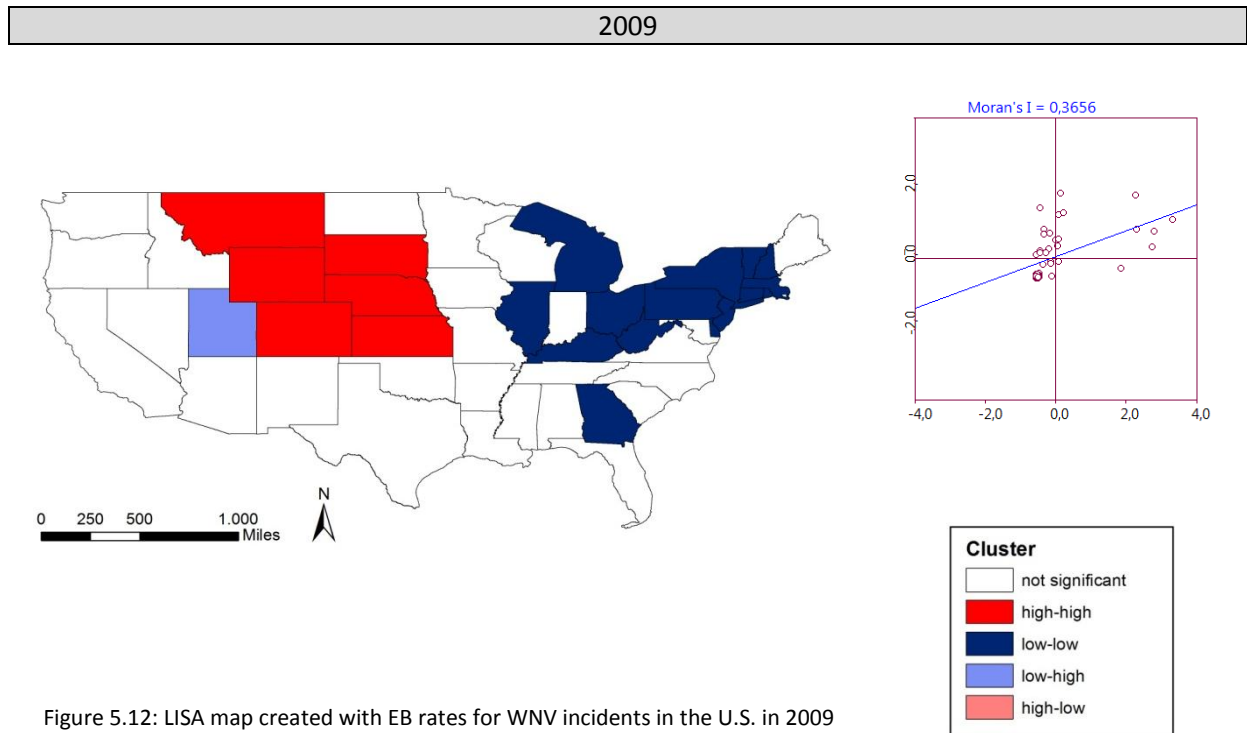 2009
Moran's I = 0,3656
2,0
0,0
-2,0
-4,0 -2,0 0,0 2,0 4,0
N
0 250 500 1.000
Miles
Cluster
not significant
high-high
low-low
low-high
high-low
Figure 5.12: LISA map created with EB rates for WNV incidents in the U.S. in 2009